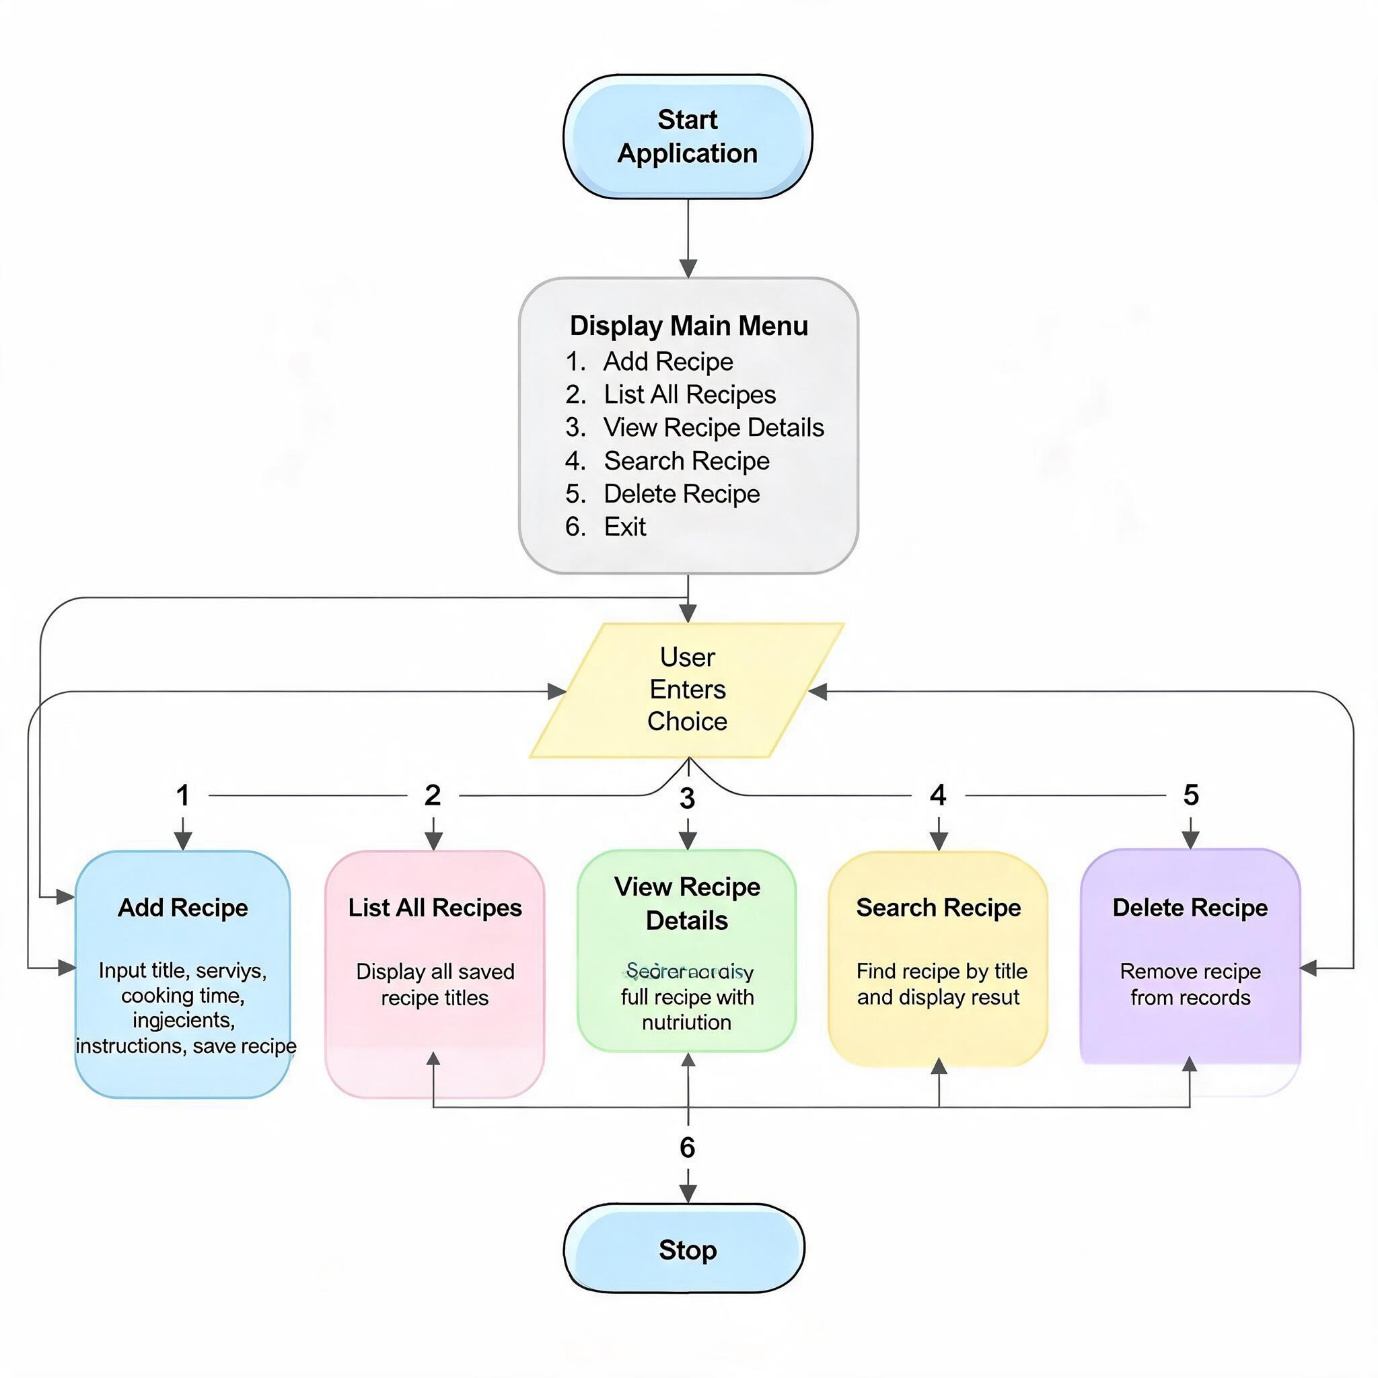 Start
Application
Display Main Menu
1. Add Recipe
2. List All Recipes
3. View Recipe Details
4. Search Recipe
5. Delete Recipe
6. Exit
User
Enters
Choice
1 2 3 4 5
Add Recipe
Input title, serviys,
cooking time,
ingjecients,
instructions, save recipe
List All Recipes
Display all saved
recipe titles
View Recipe
Details
full recipe with
nutriution
Search Recipe
Find recipe by title
and display resut
Delete Recipe
Remove recipe
from records
6
Stop